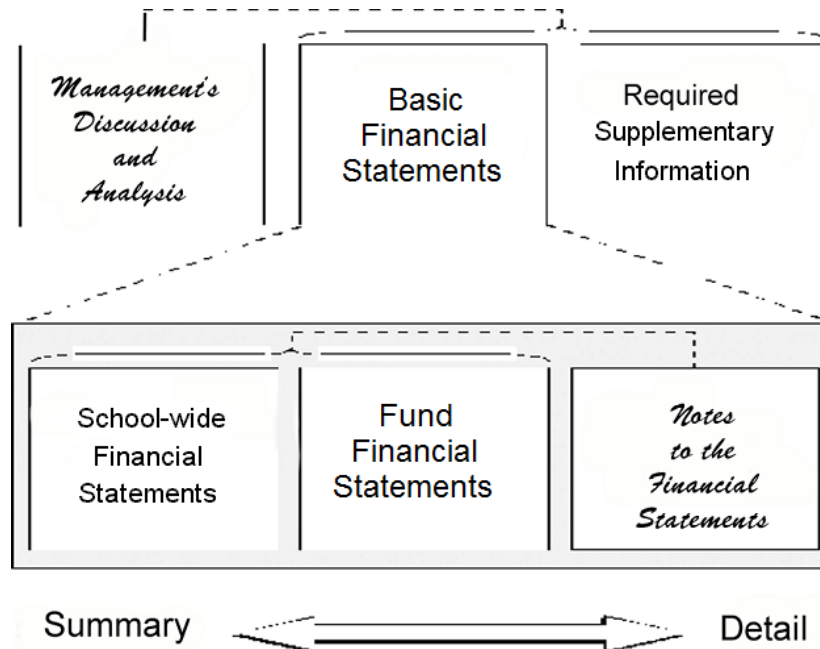 Management's
Discussion
and
Analysis
Basic
Financial
Statements
Required
Supplementary
Information
School-wide
Financial
Statements
Fund
Financial
Statements
Notes
to the
Financial
Statements
Summary
Detail